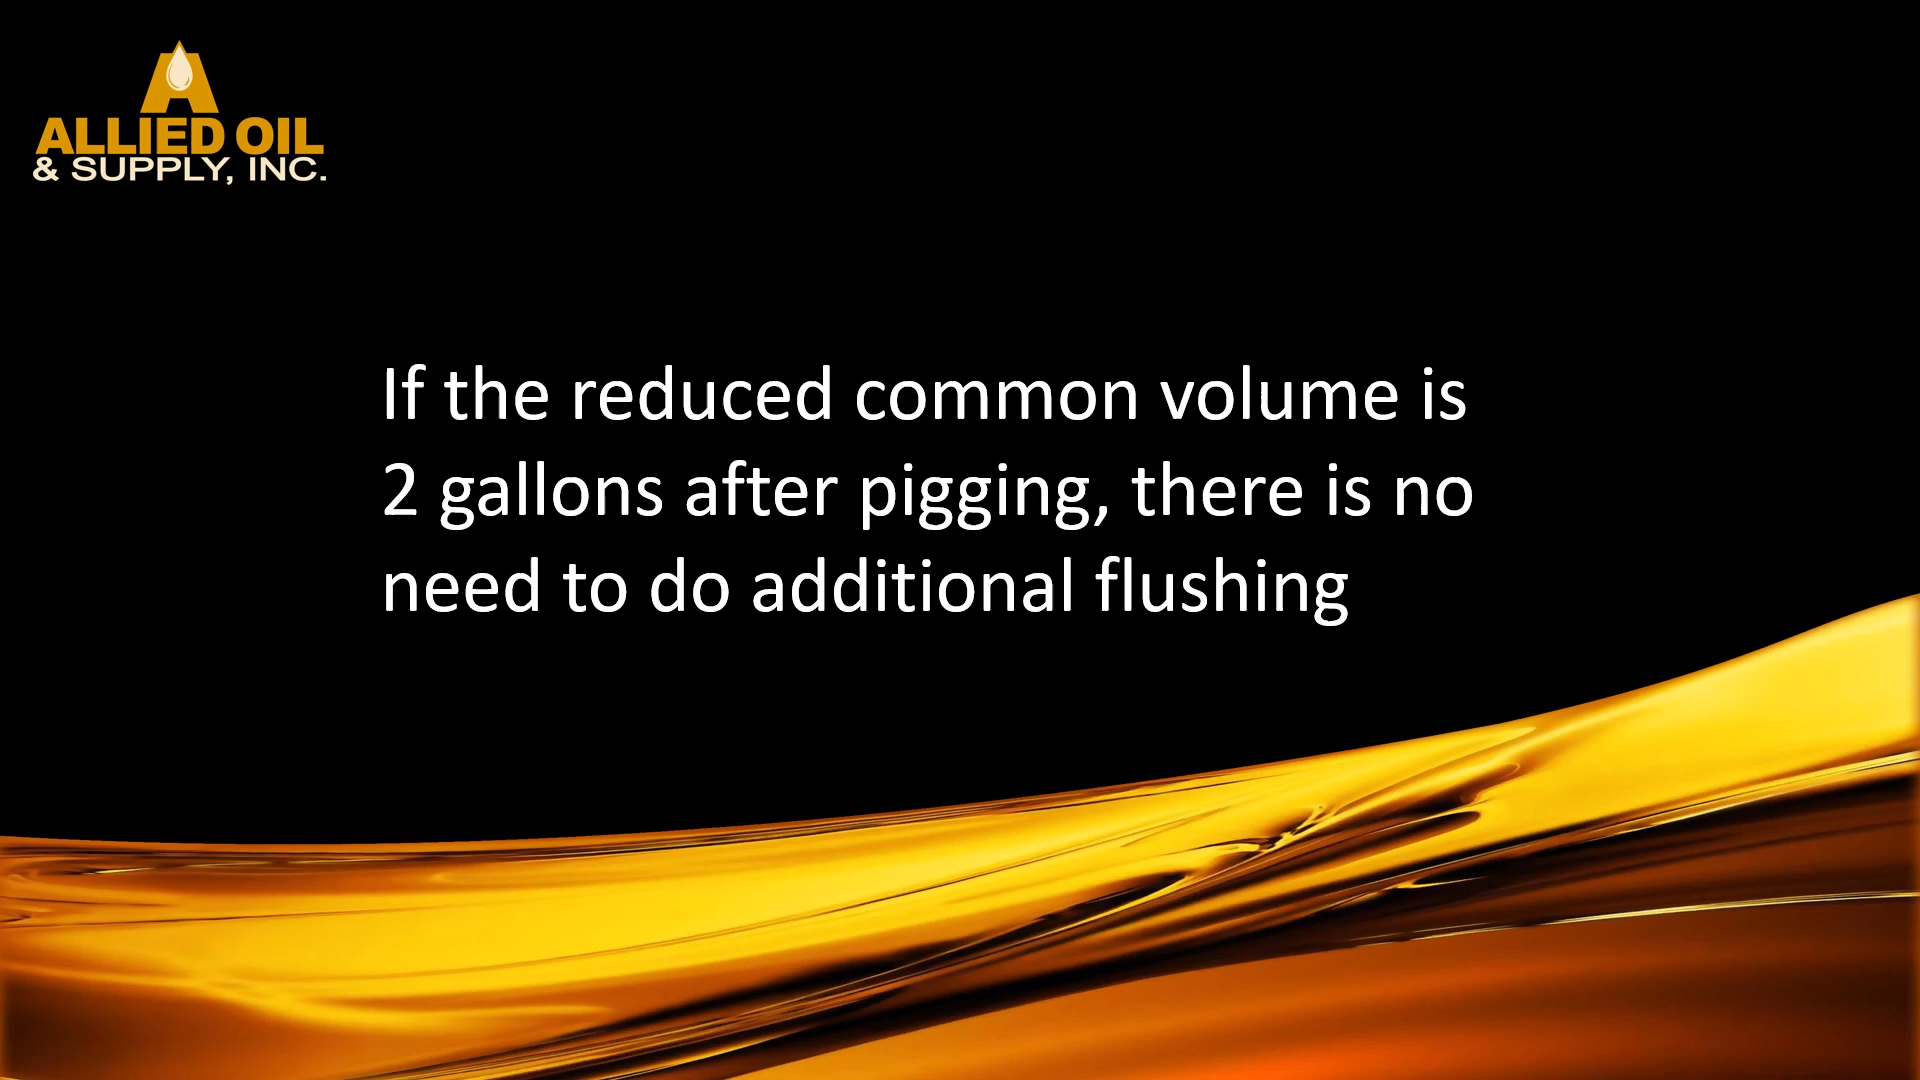 A
ALLIED OIL
& SUPPLY, INC.
If the reduced common volume is
2 gallons after pigging, there is no
need to do additional flushing